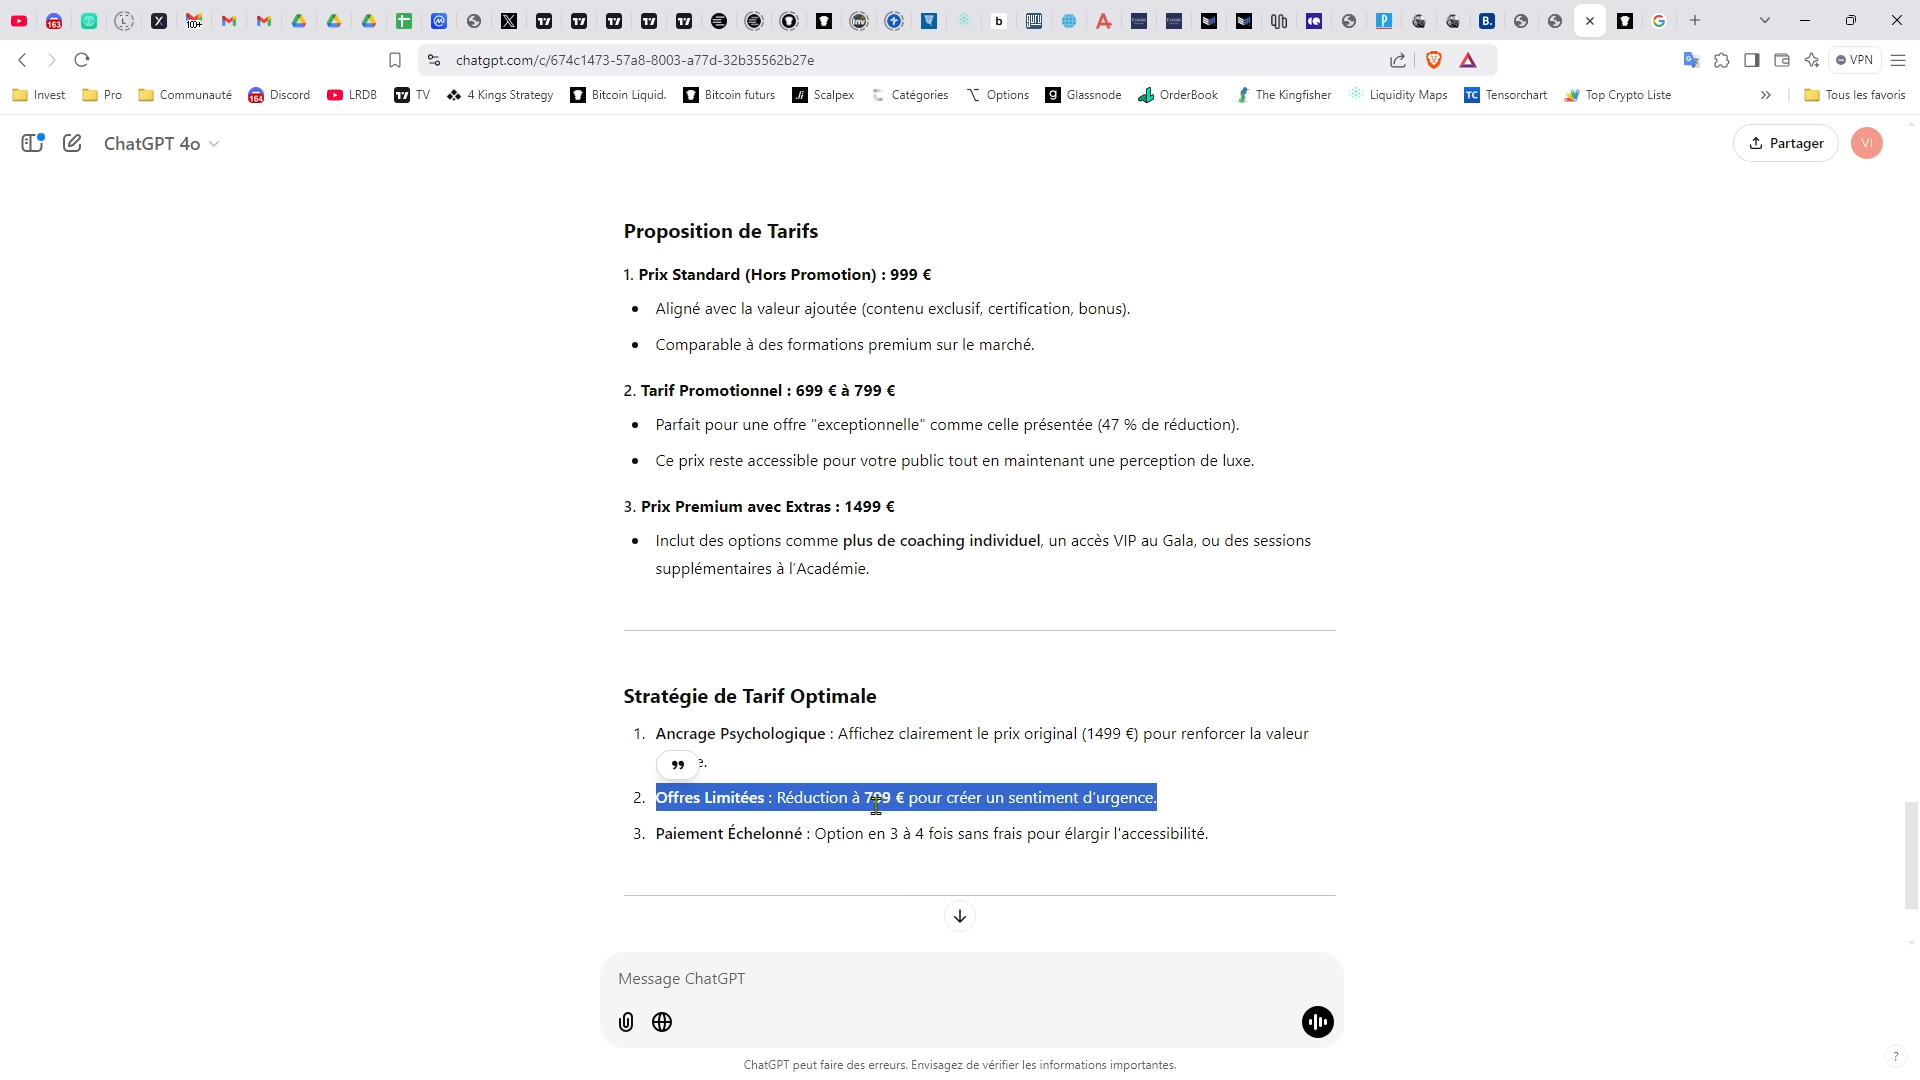 chatgpt.com/c/674c1473-57a8-8003-a77d-32b35562b27e
VPN
Invest
Pro
Communauté
Discord
LRDB
TV
4 Kings Strategy
Bitcoin Liquid.
Bitcoin futurs
Scalpex
Catégories
Options
Glassnode
OrderBook
The Kingfisher
Liquidity Maps
Tensorchart
Top Crypto Liste
Tous les favoris
ChatGPT 4o
Partager
VI
Proposition de Tarifs
1. Prix Standard (Hors Promotion) : 999 €
Aligné avec la valeur ajoutée (contenu exclusif, certification, bonus).
Comparable à des formations premium sur le marché.
2. Tarif Promotionnel : 699 € à 799 €
Parfait pour une offre "exceptionnelle" comme celle présentée (47 % de réduction).
Ce prix reste accessible pour votre public tout en maintenant une perception de luxe.
3. Prix Premium avec Extras : 1499 €
Inclut des options comme plus de coaching individuel, un accès VIP au Gala, ou des sessions
supplémentaires à l'Académie.
Stratégie de Tarif Optimale
1. Ancrage Psychologique : Affichez clairement le prix original (1499 €) pour renforcer la valeur
e.
2. Offres Limitées : Réduction à 799 € pour créer un sentiment d'urgence.
3. Paiement Échelonné : Option en 3 à 4 fois sans frais pour élargir l'accessibilité.
Message ChatGPT
ChatGPT peut faire des erreurs. Envisagez de vérifier les informations importantes.
?